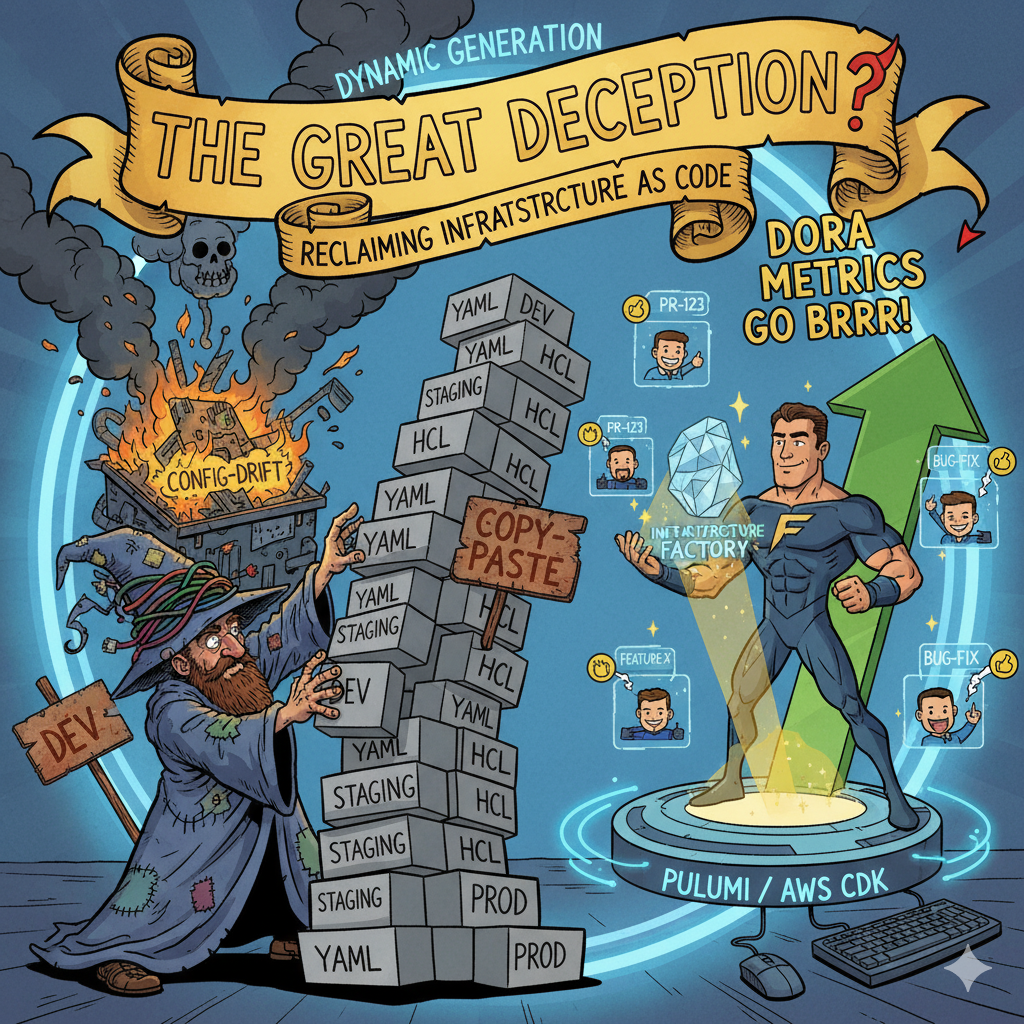 DYNAMIC GENERATION
THE GREAT DECEPTION?
RECLAIMING INFRATSTRCTURE AS CODE
DORA
METRICS
GO BRRR!
CONFIG-DRIFT
DEV
YAML DEV
YAML HCL
STAGING HCL
HCL HCL
YAML
YAML
COPY-
PASTE
YAML HCL
STAGING
EV HCL
YAML
YAML HCL
STAGING HCL
STAGING HCL
STAGING PROD
YAML PROD
PR-123
PR-123
FACTORY
F
BUG-FIX
FEATURE X
BUG-FIX
PULUMI / AWS CDK